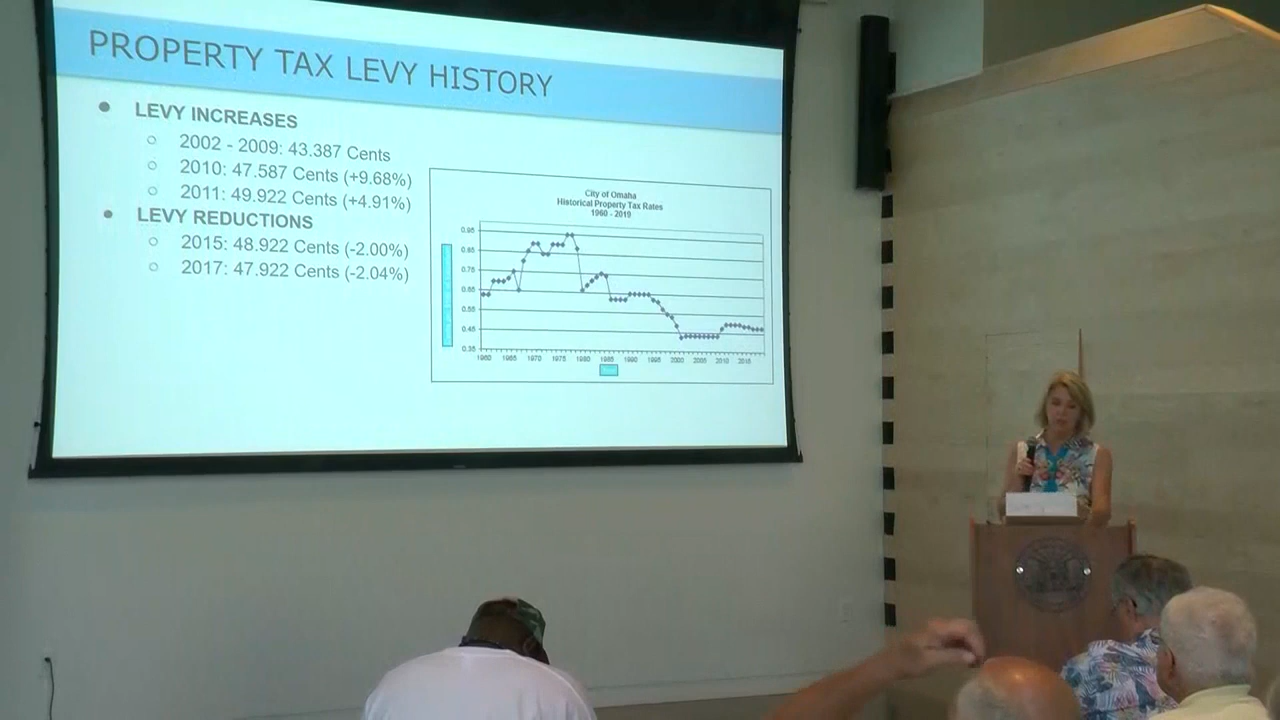 PROPERTY TAX LEVY HISTORY
LEVY INCREASES
2002 - 2009: 43.387 Cents
2010: 47.587 Cents (+9.68%)
2011: 49.922 Cents (+4.91%)
LEVY REDUCTIONS
2015: 48.922 Cents (-2.00%)
2017: 47.922 Cents (-2.04%)
City of Omaha
Historical Property Tax Rates
1960 - 2019
0.95
0.85
0.75
0.65
0.55
0.45
0.35
1960 1965 1970 1975 1980 1985 1990 1995 2000 2005 2010 2015